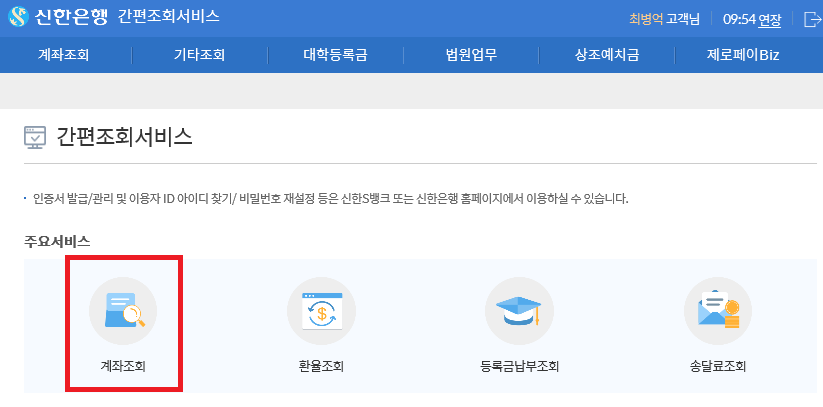 신한은행 간편조회서비스 최병억 고객님 09:54 연장
계좌조회 기타조회 대학등록금 법원업무 상조예치금 제로페이Biz
간편조회서비스
인증서 발급/관리 및 이용자 ID 아이디 찾기/ 비밀번호 재설정 등은 신한S뱅크 또는 신한은행 홈페이지에서 이용하실 수 있습니다.
주요서비스
계좌조회 환율조회 등록금납부조회 송달료조회